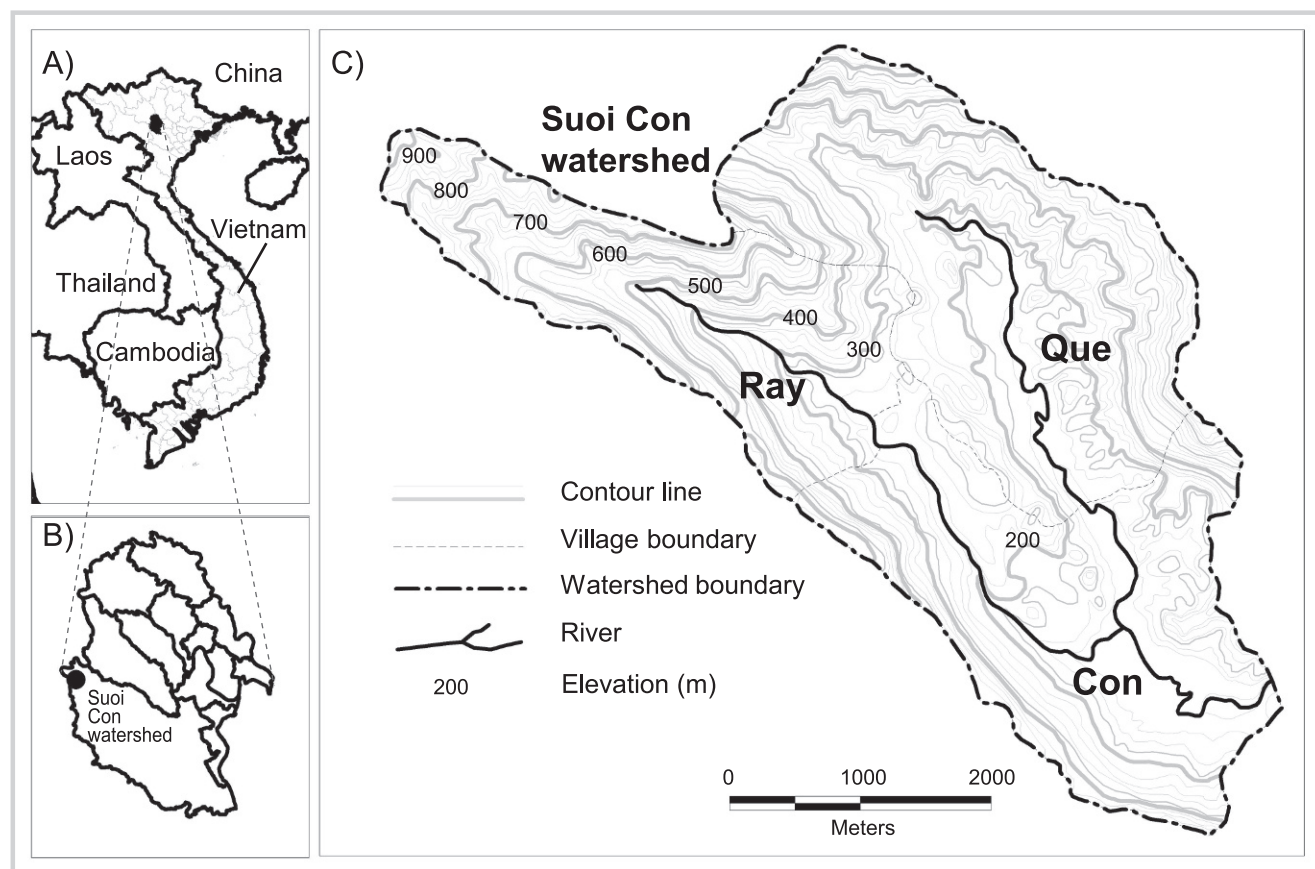 A)
China
Laos
Vietnam
Thailand
Cambodia
B)
Suoi
Con
watershed
C)
Suoi Con
watershed
900
800
700
600
500
400
300
200
Que
Ray
Con
Contour line
Village boundary
Watershed boundary
River
200 Elevation (m)
0 1000 2000
Meters